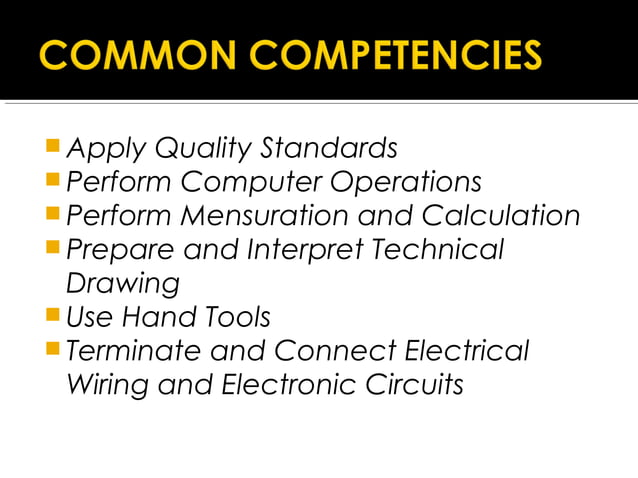 COMMON COMPETENCIES
Apply Quality Standards
Perform Computer Operations
Perform Mensuration and Calculation
Prepare and Interpret Technical
Drawing
Use Hand Tools
Terminate and Connect Electrical
Wiring and Electronic Circuits